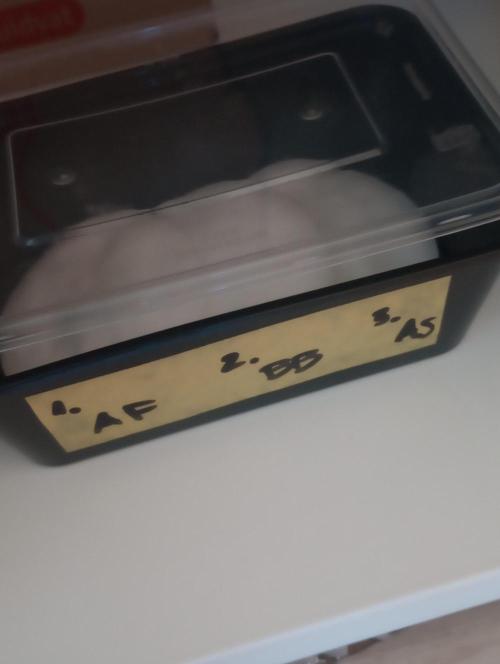 1. AF
2. BB
3. AS